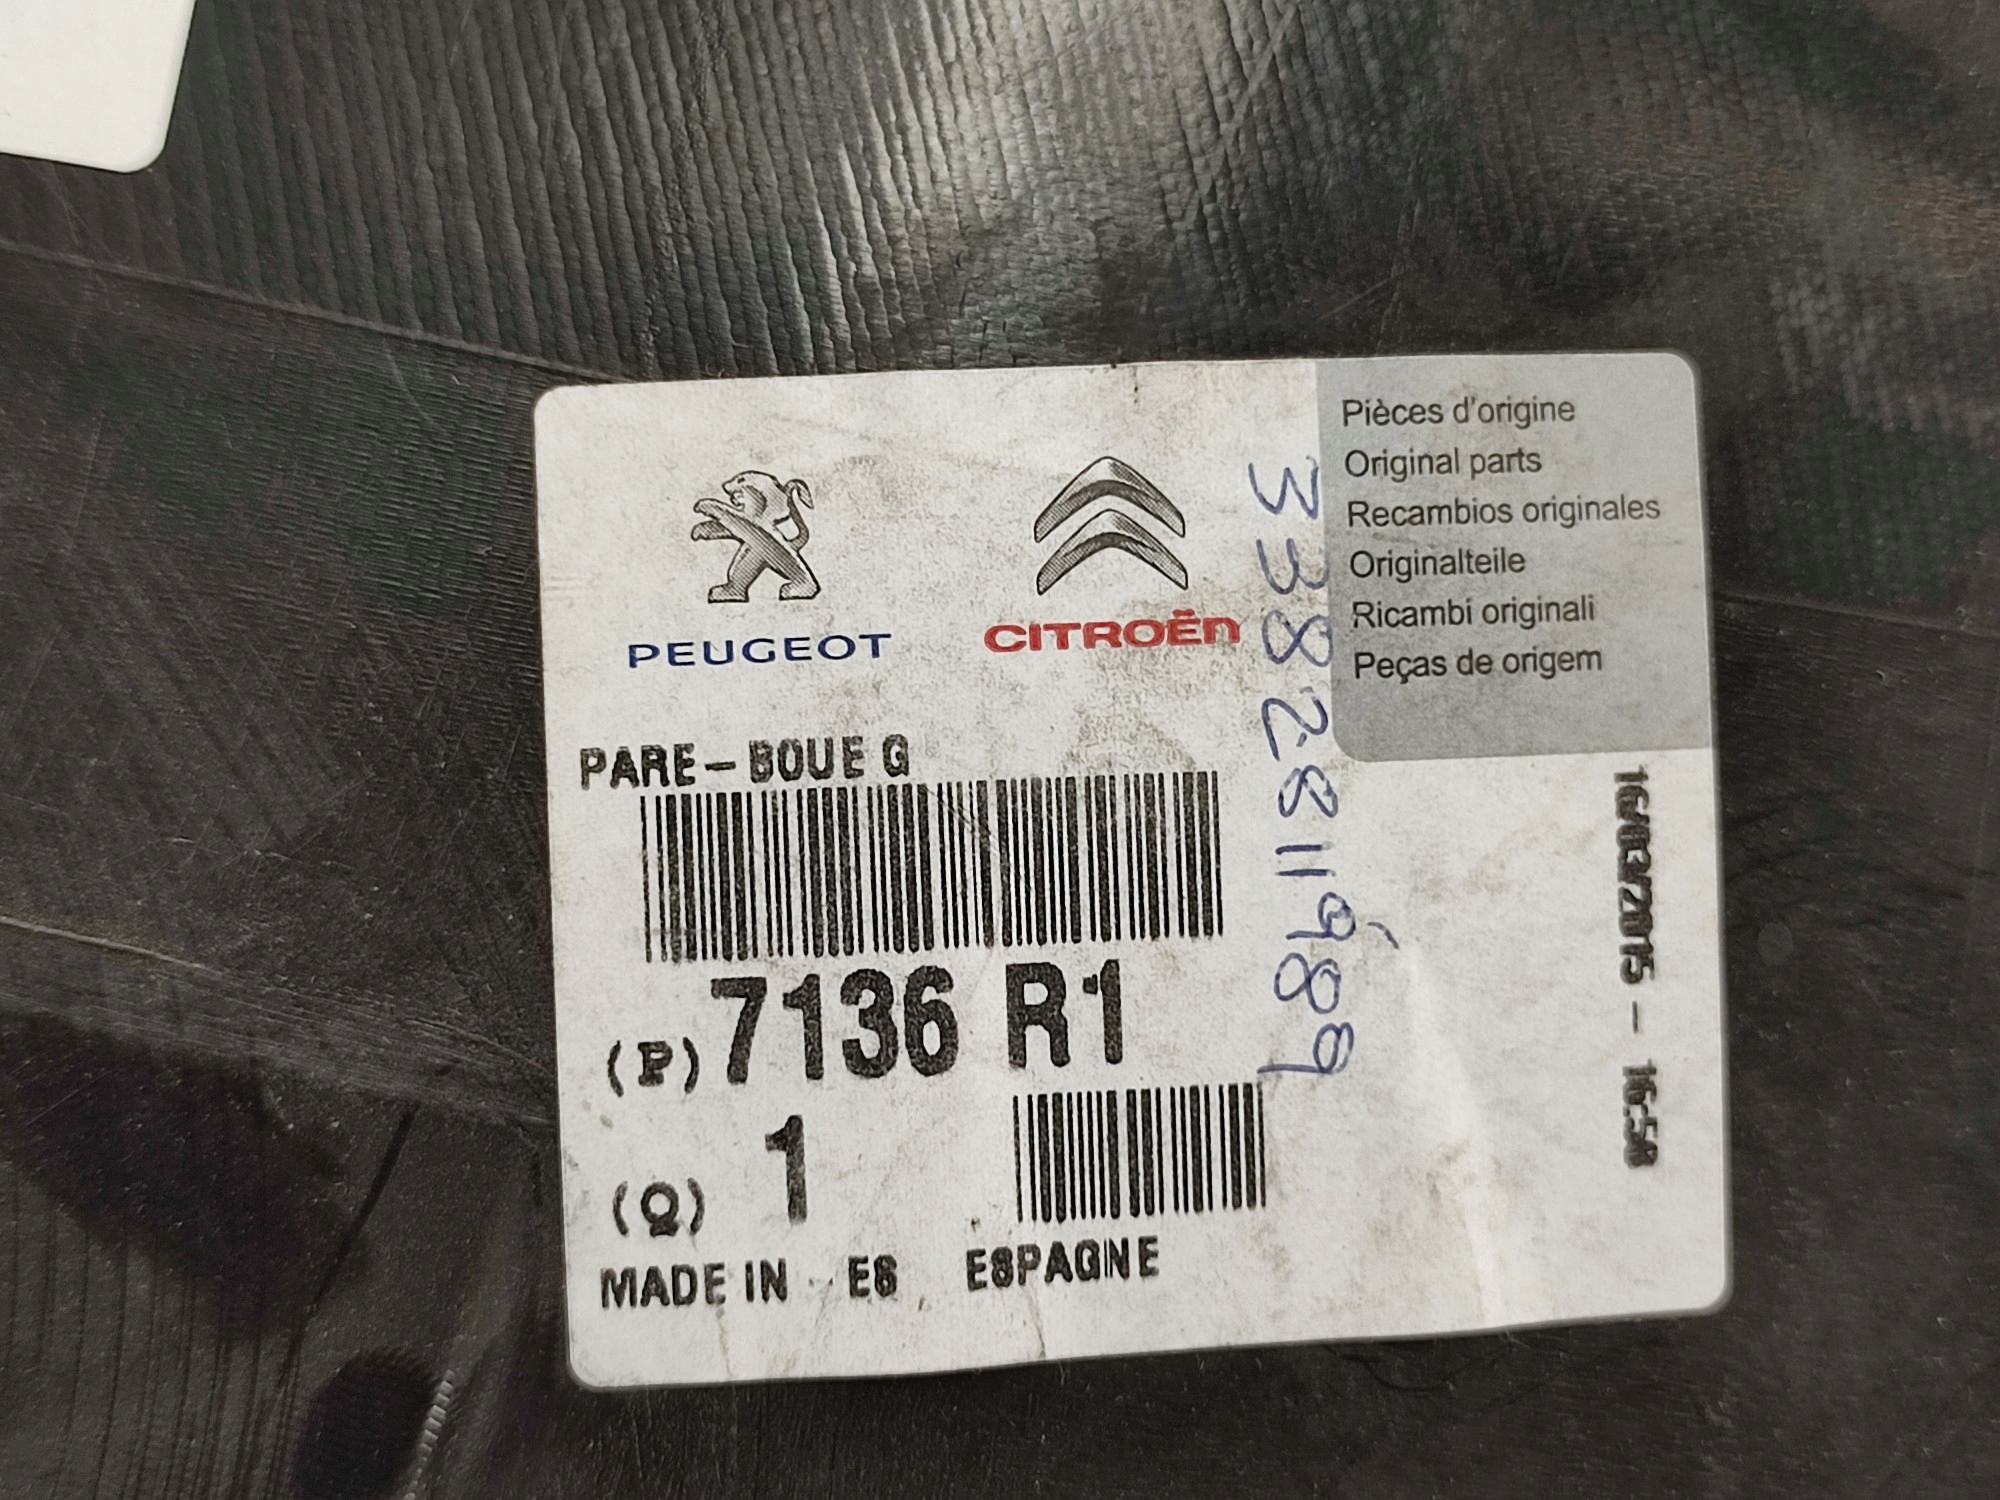 PEUGEOT
CITROËN
Pièces d'origine
Original parts
Recambios originales
Originalteile
Ricambi originali
Peças de origem
PARE-BOUE G
(P) 7136 R1
(Q) 1
MADE IN ES ESPAGNE
16/03/2015 - 16:58
33828119889